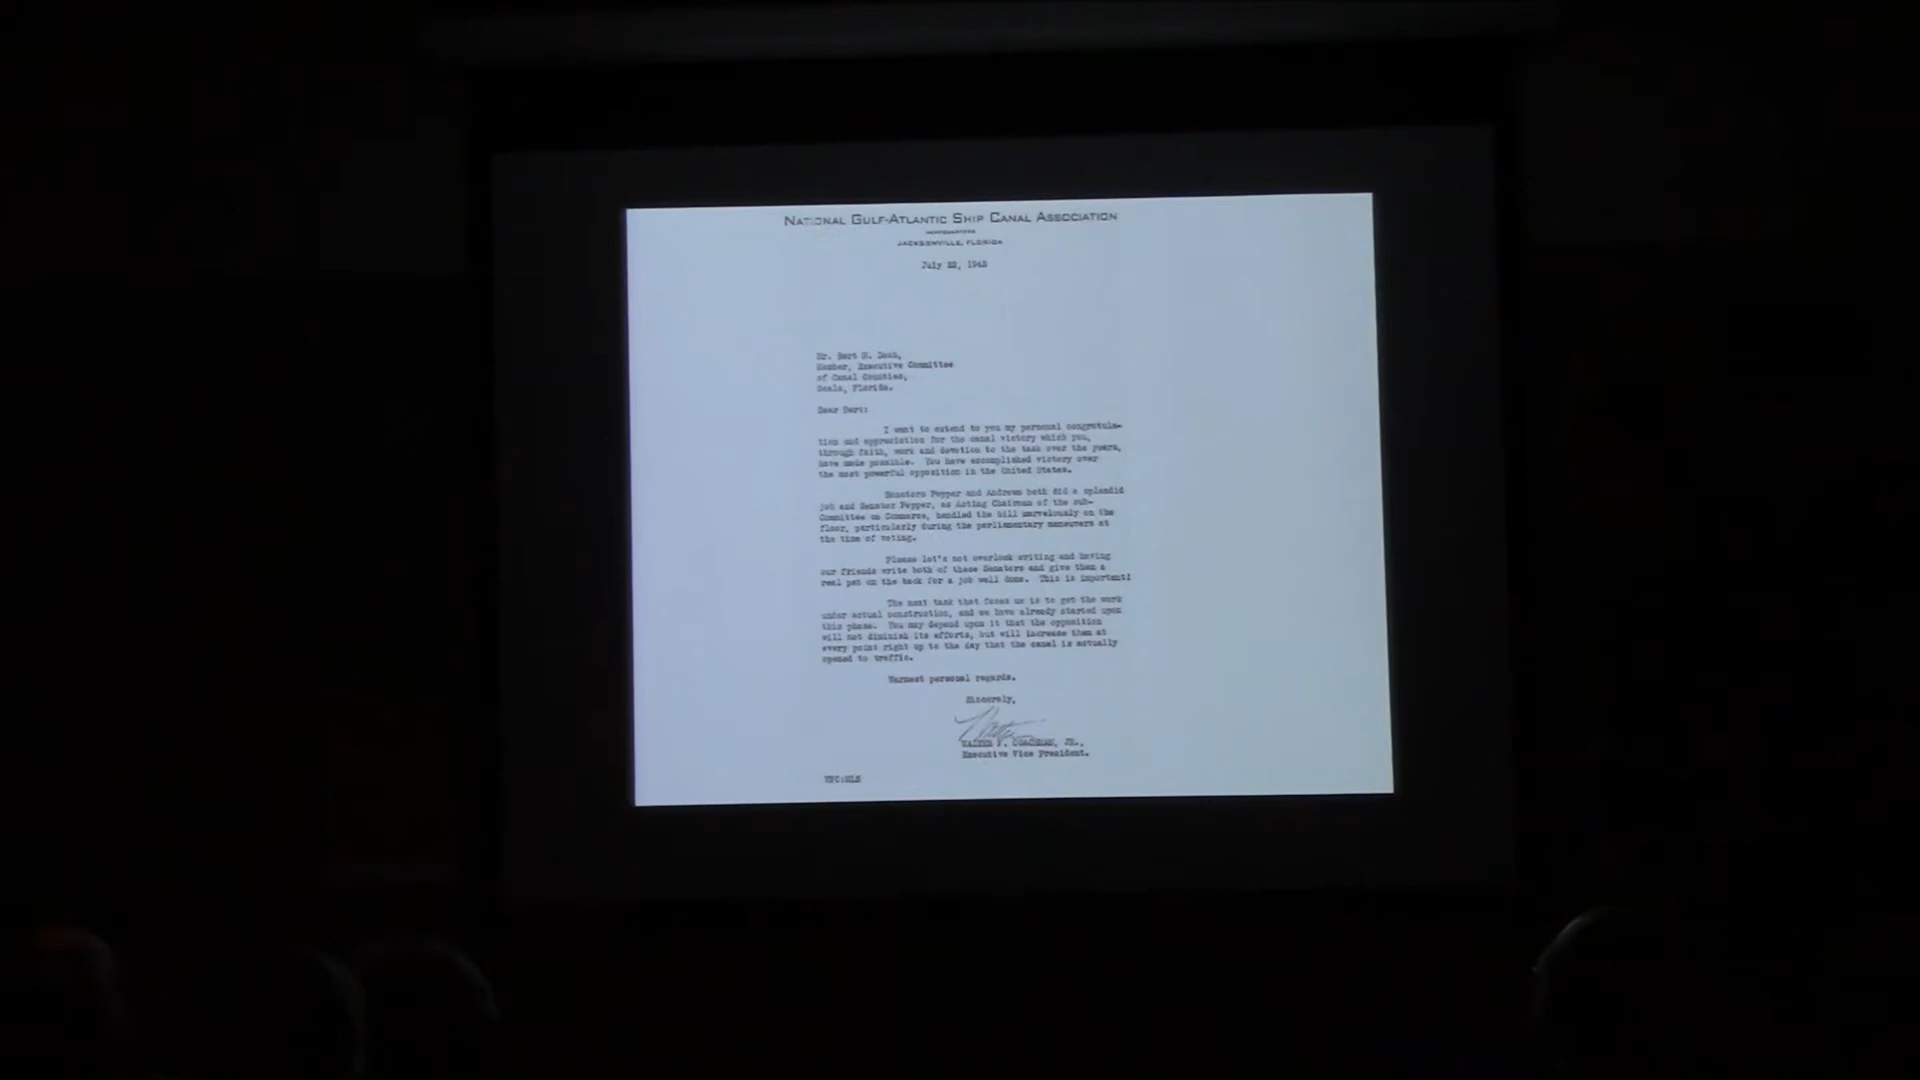 NATIONAL GULF-ATLANTIC SHIP CANAL ASSOCIATION
HEADQUARTERS
JACKSONVILLE, FLORIDA
July 22, 1942
Mr. Bert
Member, Executive Committee
of Canal Counties,
Ocala, Florida.
Dear Bert:
I want to extend to you my personal congratula-
tion and appreciation for the canal victory which you,
through faith, work and devotion to the task over the years,
have made possible. You have accomplished victory over
the most powerful opposition in the United States.
Senators Pepper and Andrews both did a splendid
job and Senator Pepper, as Acting Chairman of the sub-
Committee on Commerce, handled the bill marvelously on the
floor, particularly during the parliamentary maneuvers at
the time of voting.
Please let's not overlook writing and having
our friends write both of these Senators and give them a
real pat on the back for a job well done. This is important!
The next task that faces us is to get the work
under actual construction, and we have already started upon
this phase. You may depend upon it that the opposition
will not diminish its efforts, but will increase them at
every point right up to the day that the canal is actually
opened to traffic.
Warmest personal regards.
Sincerely,
WALTER F. COACHMAN, JR.,
Executive Vice President.
WFC:MLS